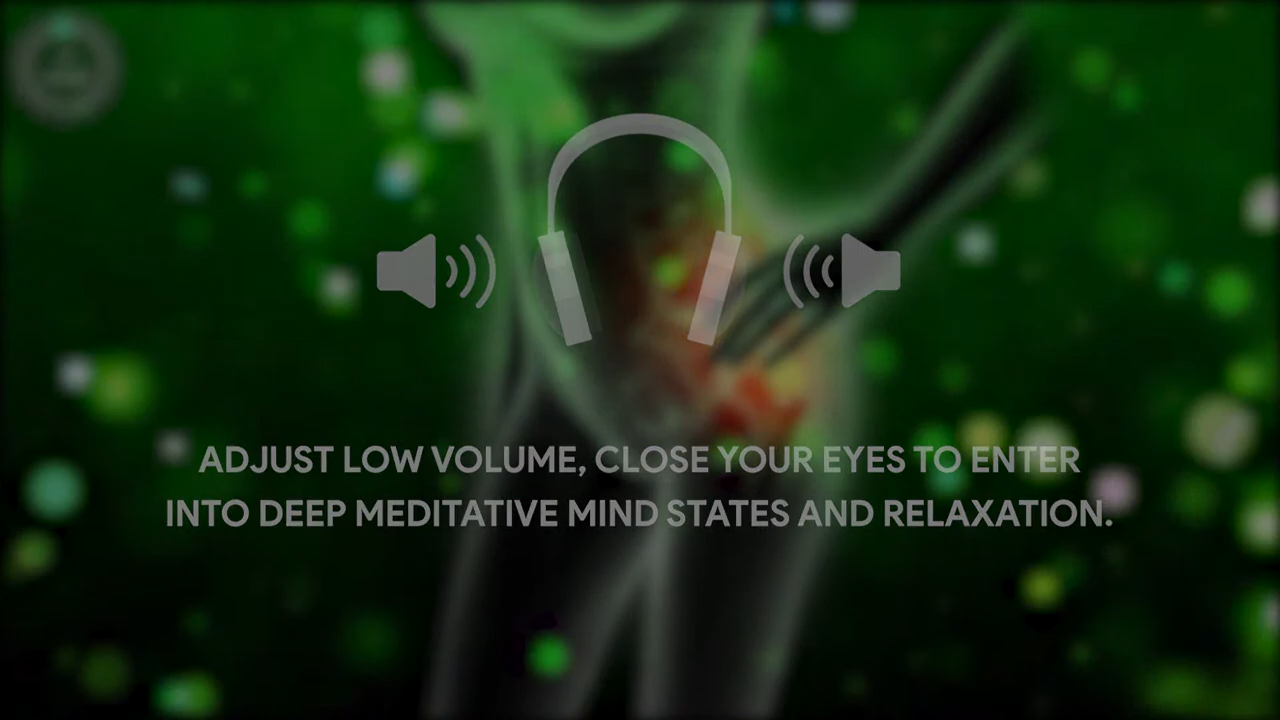 ADJUST LOW VOLUME, CLOSE YOUR EYES TO ENTER
INTO DEEP MEDITATIVE MIND STATES AND RELAXATION.